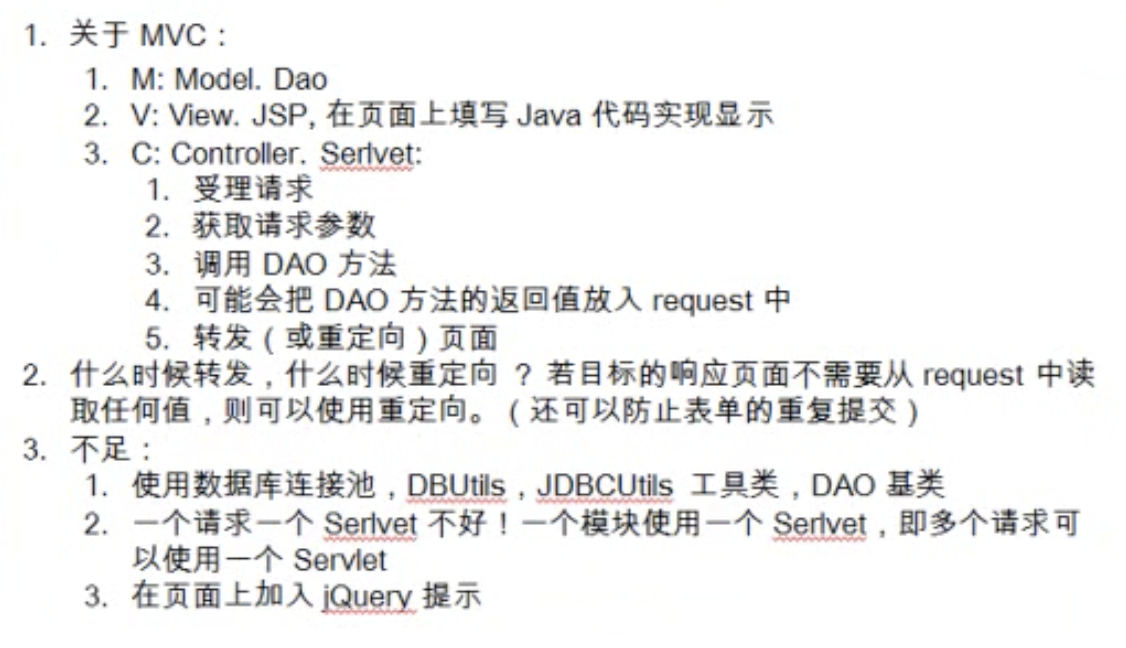 1. 关于 MVC：
1. M: Model. Dao
2. V: View. JSP, 在页面上填写 Java 代码实现显示
3. C: Controller. Serlvet:
1. 受理请求
2. 获取请求参数
3. 调用 DAO 方法
4. 可能会把 DAO 方法的返回值放入 request 中
5. 转发（或重定向）页面
2. 什么时候转发，什么时候重定向 ？若目标的响应页面不需要从 request 中读
取任何值，则可以使用重定向。（还可以防止表单的重复提交）
3. 不足：
1. 使用数据库连接池，DBUtils，JDBCUtils 工具类，DAO 基类
2. 一个请求一个 Serlvet 不好！一个模块使用一个 Serlvet，即多个请求可
以使用一个 Servlet
3. 在页面上加入 jQuery 提示